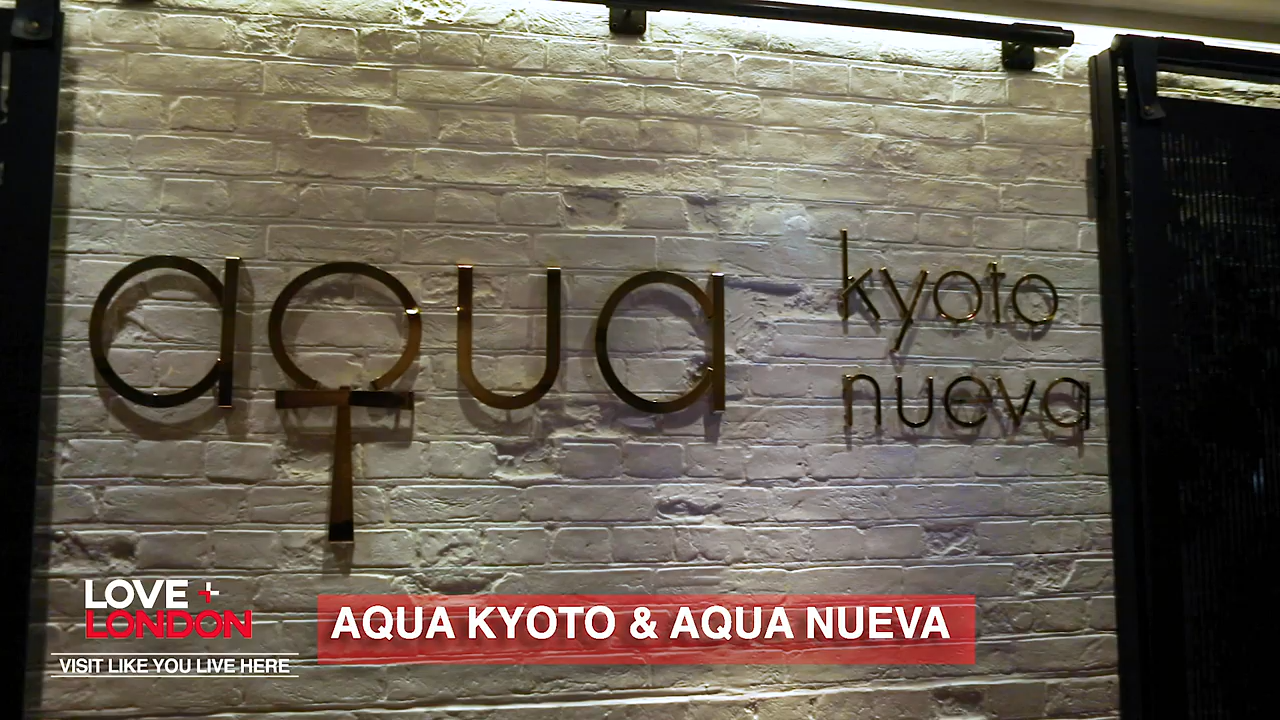 aqua
kyoto
nueva
LOVE +
LONDON
VISIT LIKE YOU LIVE HERE
AQUA KYOTO & AQUA NUEVA